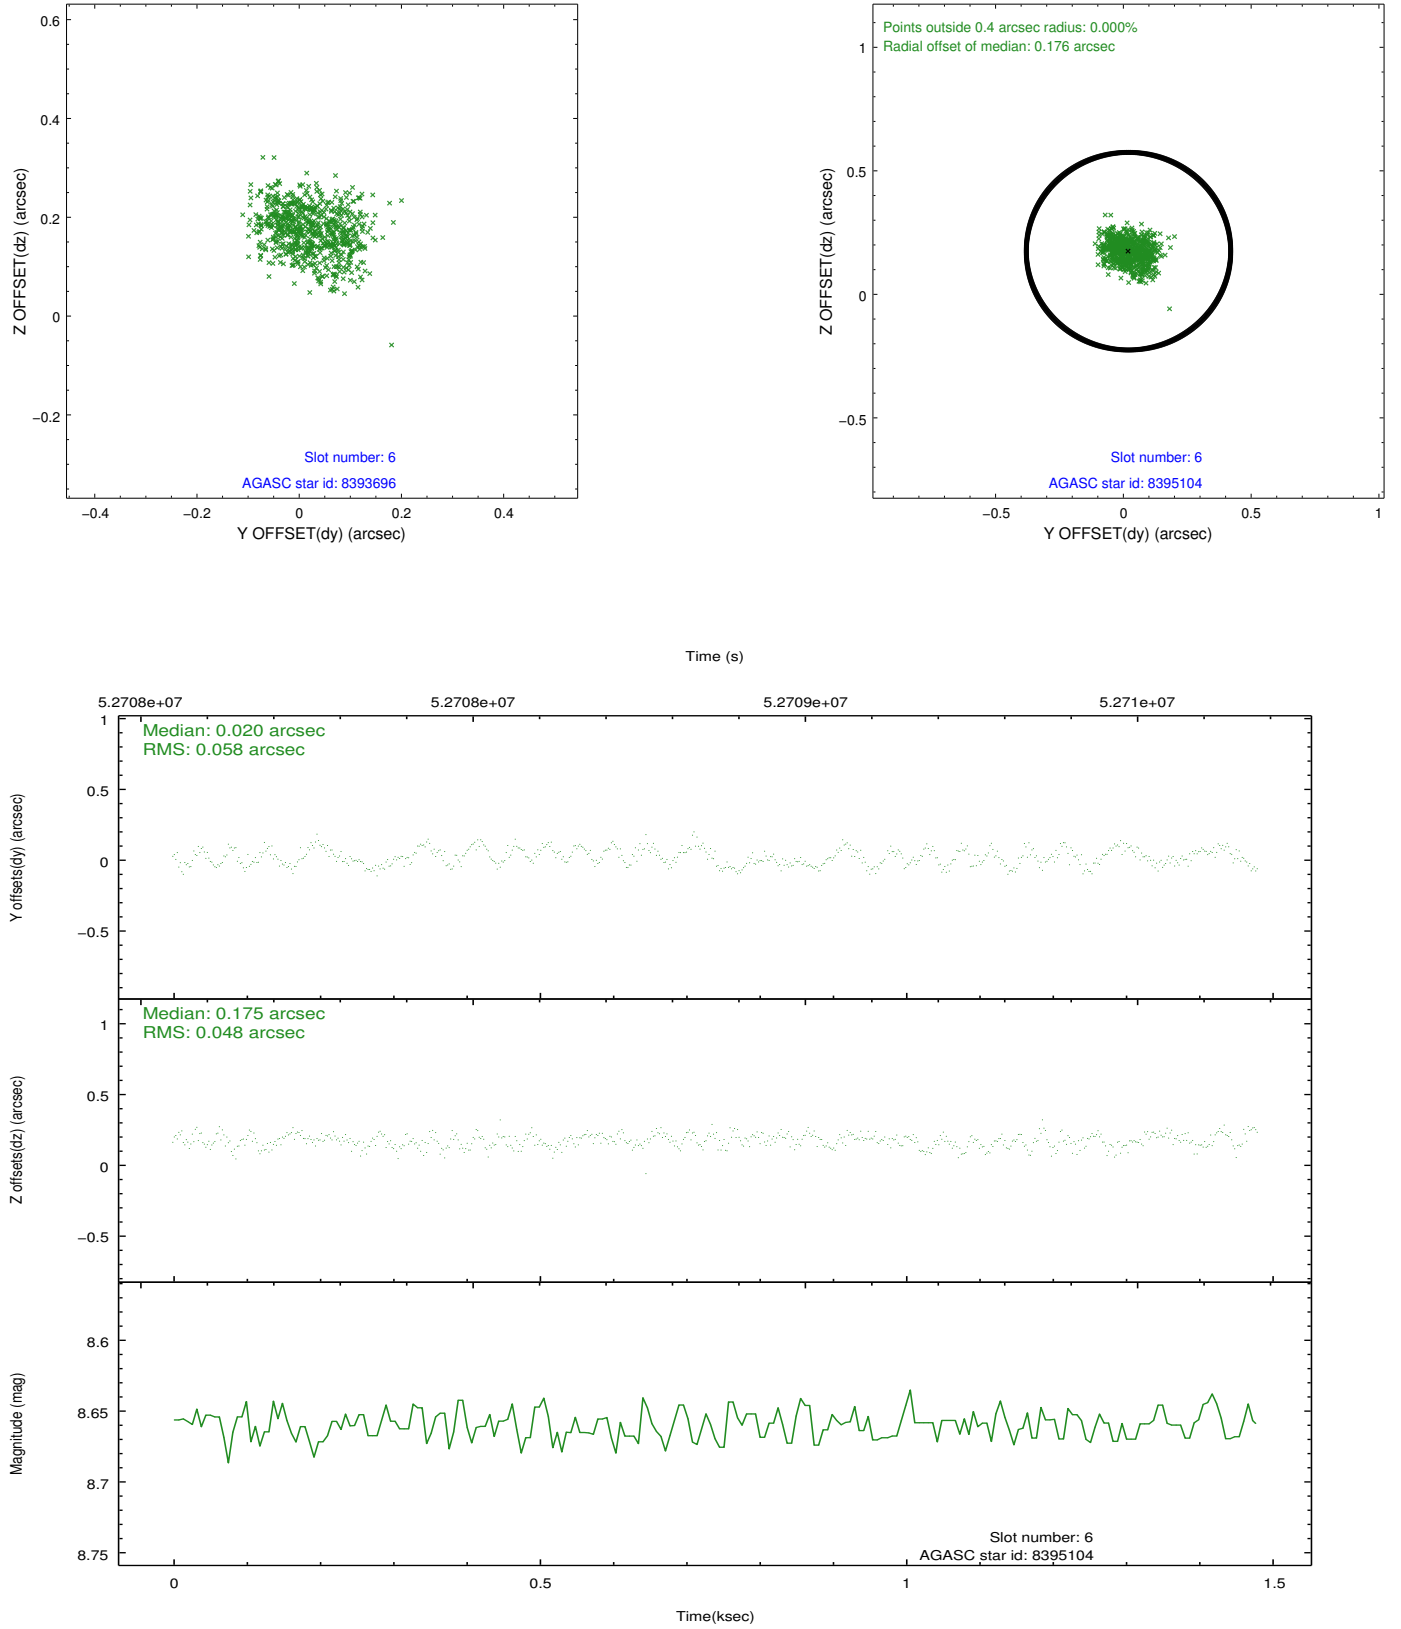 0.6
0.4
0.2
0
−0.2
Z OFFSET(dz) (arcsec)
Slot number: 6
AGASC star id: 8393696
−0.4 −0.2 0 0.2 0.4
Y OFFSET(dy) (arcsec)
Points outside 0.4 arcsec radius: 0.000%
Radial offset of median: 0.176 arcsec
1
0.5
0
−0.5
Z OFFSET(dz) (arcsec)
Slot number: 6
AGASC star id: 8395104
−0.5 0 0.5 1
Y OFFSET(dy) (arcsec)
Time (s)
5.2708e+07 5.2708e+07 5.2709e+07 5.271e+07
Median: 0.020 arcsec
RMS: 0.058 arcsec
1
0.5
0
−0.5
Y offsets(dy) (arcsec)
Median: 0.175 arcsec
RMS: 0.048 arcsec
1
0.5
0
−0.5
Z offsets(dz) (arcsec)
8.6
8.65
8.7
8.75
Magnitude (mag)
Slot number: 6
AGASC star id: 8395104
0 0.5 1 1.5
Time(ksec)